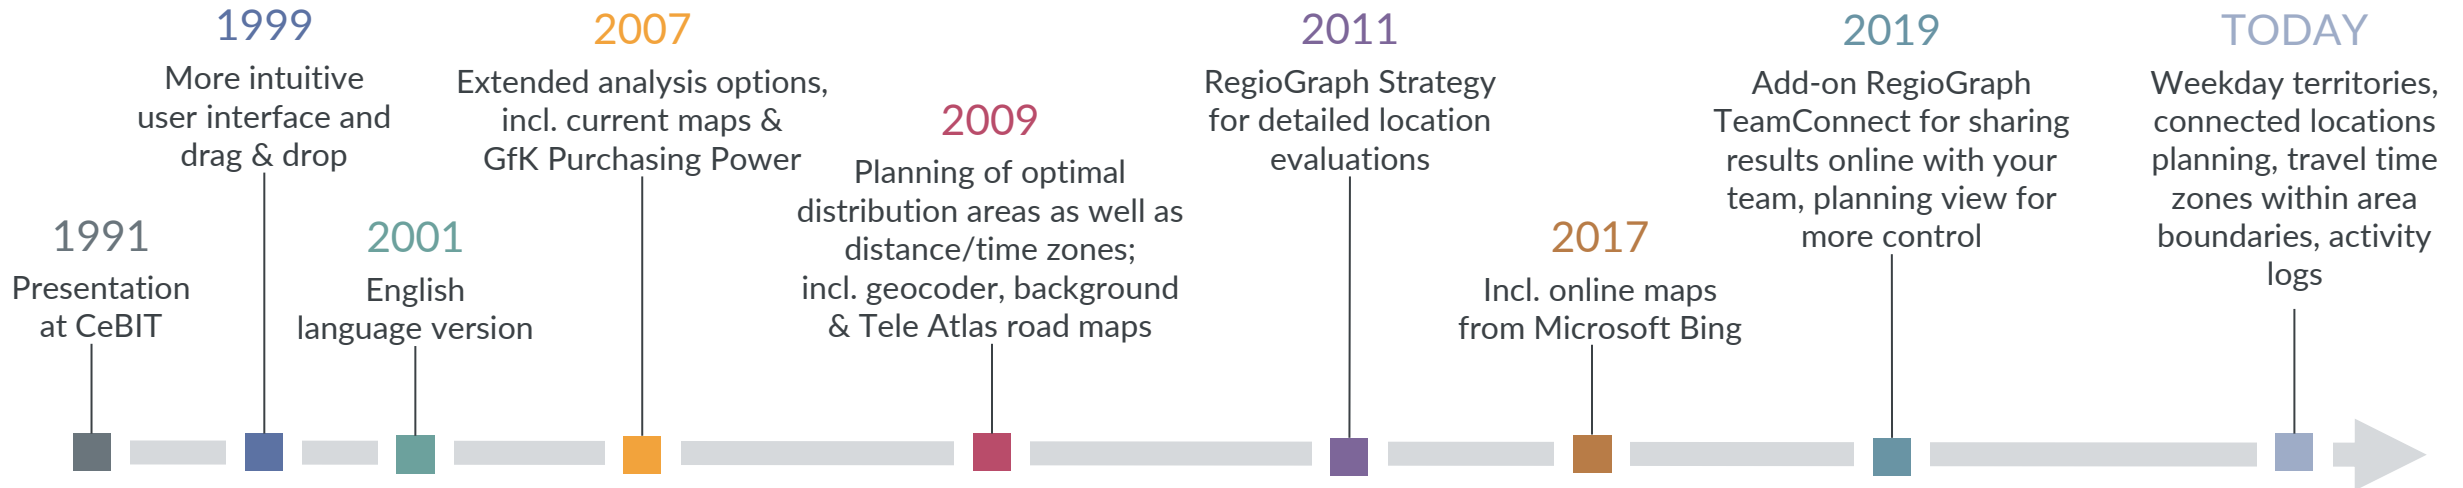 1991
Presentation
at CeBIT
1999
More intuitive
user interface and
drag & drop
2001
English
language version
2007
Extended analysis options,
incl. current maps &
GfK Purchasing Power
2009
Planning of optimal
distribution areas as well as
distance/time zones;
incl. geocoder, background
& Tele Atlas road maps
2011
RegioGraph Strategy
for detailed location
evaluations
2017
Incl. online maps
from Microsoft Bing
2019
Add-on RegioGraph
TeamConnect for sharing
results online with your
team, planning view for
more control
TODAY
Weekday territories,
connected locations
planning, travel time
zones within area
boundaries, activity
logs